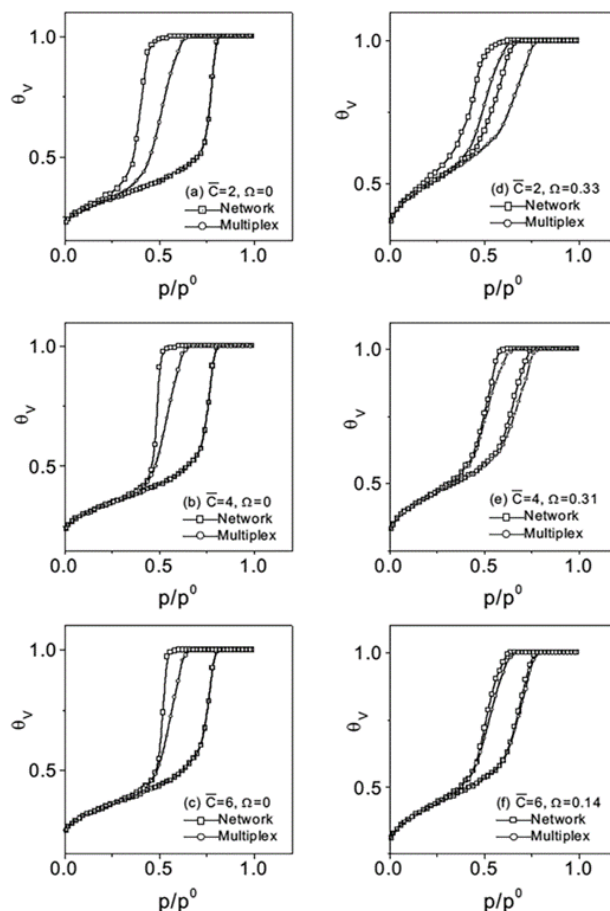 1.0
0.5
θV
(a) C̅=2, Ω=0
Network
Multiplex
0.0 0.5 1.0
p/p⁰
1.0
0.5
θV
(d) C̅=2, Ω=0.33
Network
Multiplex
0.0 0.5 1.0
p/p⁰
1.0
0.5
θV
(b) C̅=4, Ω=0
Network
Multiplex
0.0 0.5 1.0
p/p⁰
1.0
0.5
θV
(e) C̅=4, Ω=0.31
Network
Multiplex
0.0 0.5 1.0
p/p⁰
1.0
0.5
θV
(c) C̅=6, Ω=0
Network
Multiplex
0.0 0.5 1.0
p/p⁰
1.0
0.5
θV
(f) C̅=6, Ω=0.14
Network
Multiplex
0.0 0.5 1.0
p/p⁰